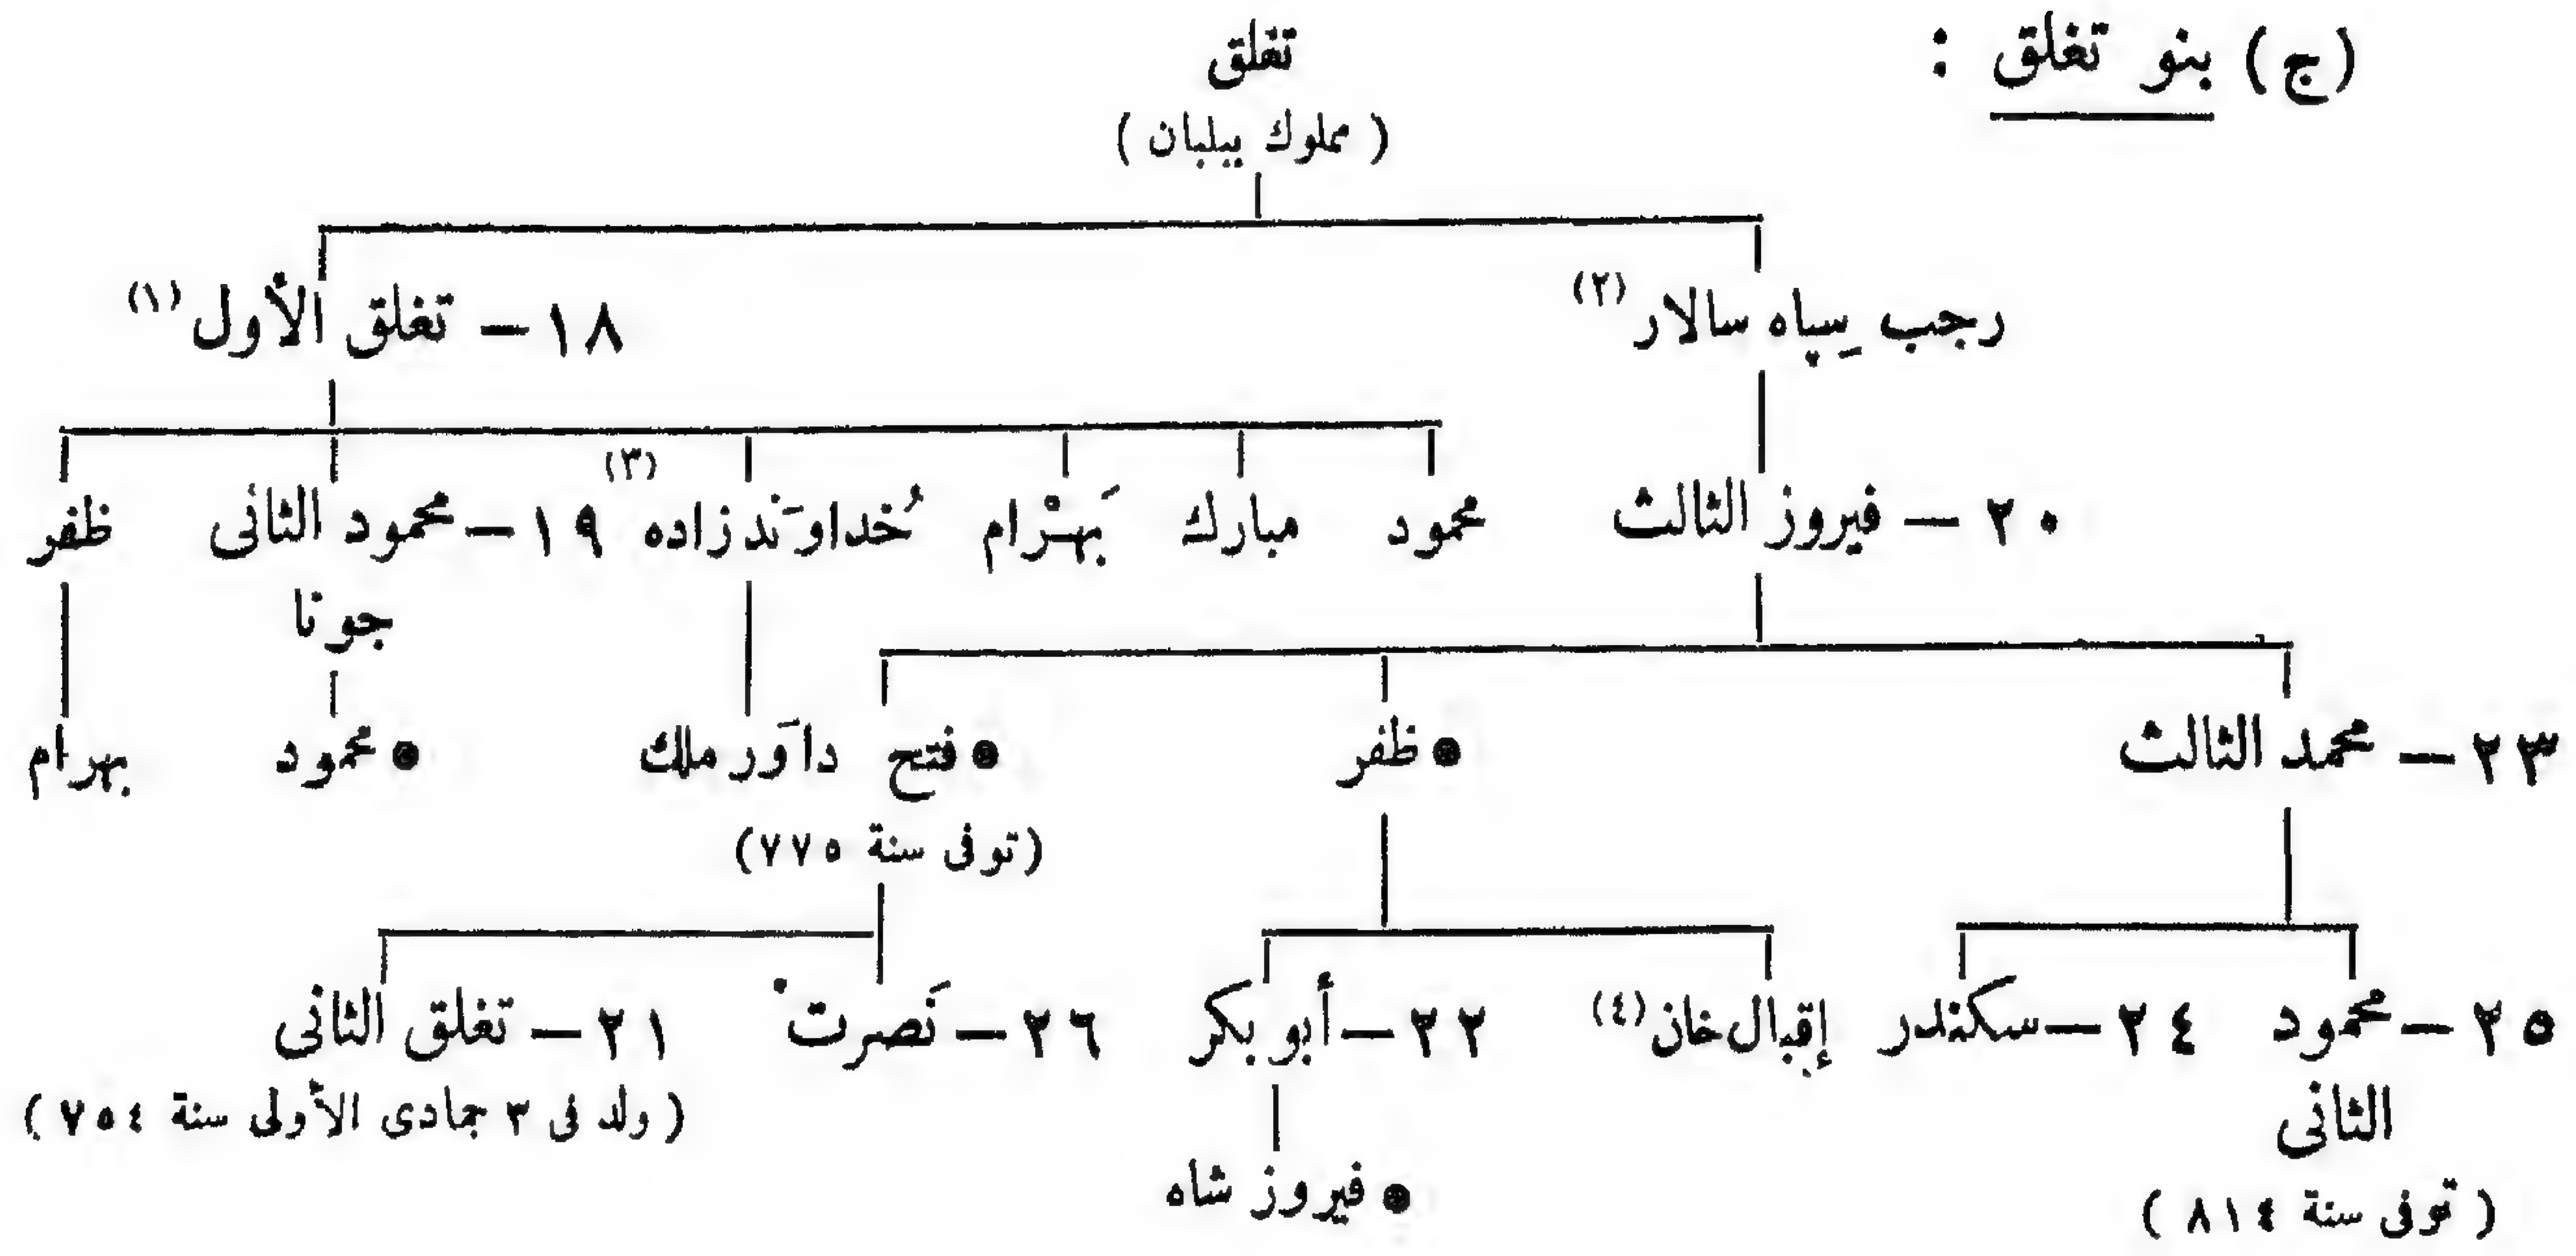 (ج) بنو تغلق :
تغلق
(مملوك بيلبان)
رجب سِپاه سالار (٢)
١٨ — تغلق الأول (١)
٢٠ — فيروز الثالث
محمود
مبارك
بَهْرام
خُداوَندزاده (٣)
١٩ — محمود الثانى
جونا
ظفر
٢٣ — محمد الثالث
• ظفر
• فتح
(توفى سنة ٧٧٥)
داوَر ملك
• محمود
بهرام
٢٥ — محمود
الثانى
(توفى سنة ٨١٤)
٢٤ — سكندر
إقبال خان (٤)
٢٢ — أبو بكر
• فيروز شاه
٢٦ — نَصرتْ
٢١ — تغلق الثانى
(ولد فى ٣ جمادى الأولى سنة ٧٥٤)